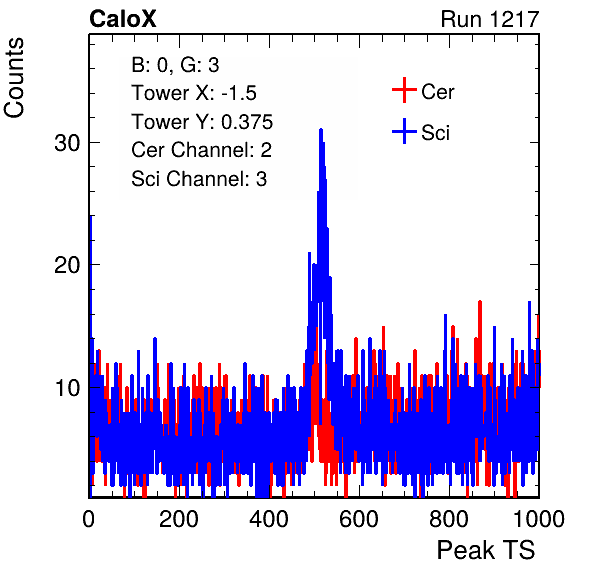 CaloX Run 1217
Counts
B: 0, G: 3
Tower X: -1.5
Tower Y: 0.375
Cer Channel: 2
Sci Channel: 3
Cer
Sci
30
20
10
0 200 400 600 800 1000
Peak TS